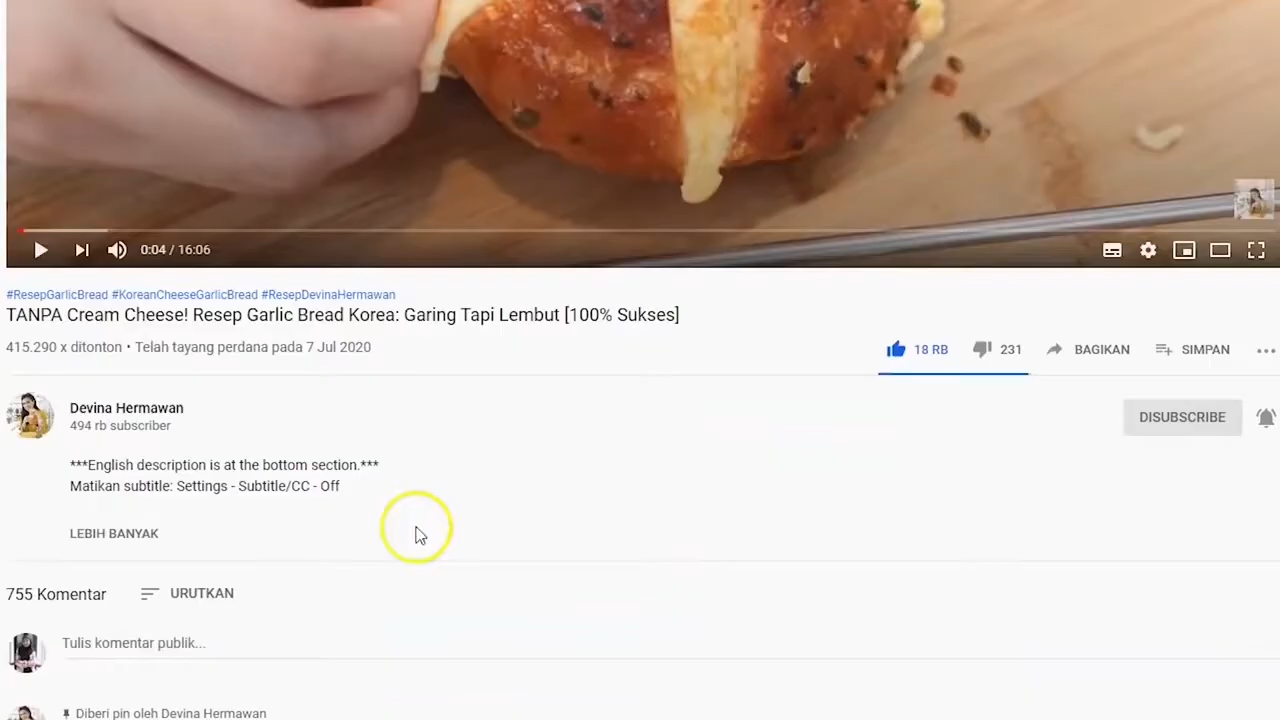 0:04 / 16:06
#ResepGarlicBread #KoreanCheeseGarlicBread #ResepDevinaHermawan
TANPA Cream Cheese! Resep Garlic Bread Korea: Garing Tapi Lembut [100% Sukses]
415.290 x ditonton • Telah tayang perdana pada 7 Jul 2020
18 RB 231 BAGIKAN SIMPAN
Devina Hermawan
494 rb subscriber
DISUBSCRIBE
***English description is at the bottom section.***
Matikan subtitle: Settings - Subtitle/CC - Off
LEBIH BANYAK
755 Komentar URUTKAN
Tulis komentar publik...
Diberi pin oleh Devina Hermawan